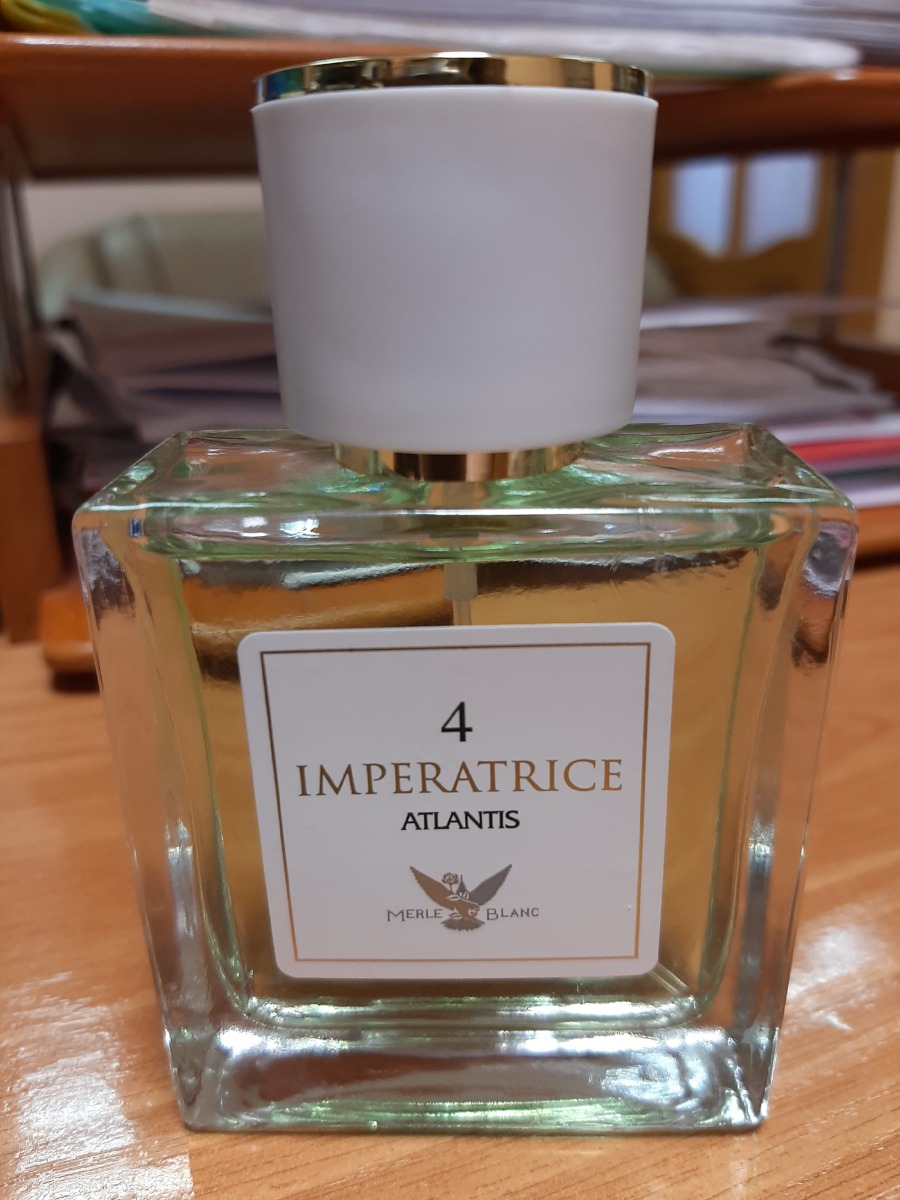 4
IMPERATRICE
ATLANTIS
MERLE BLANC